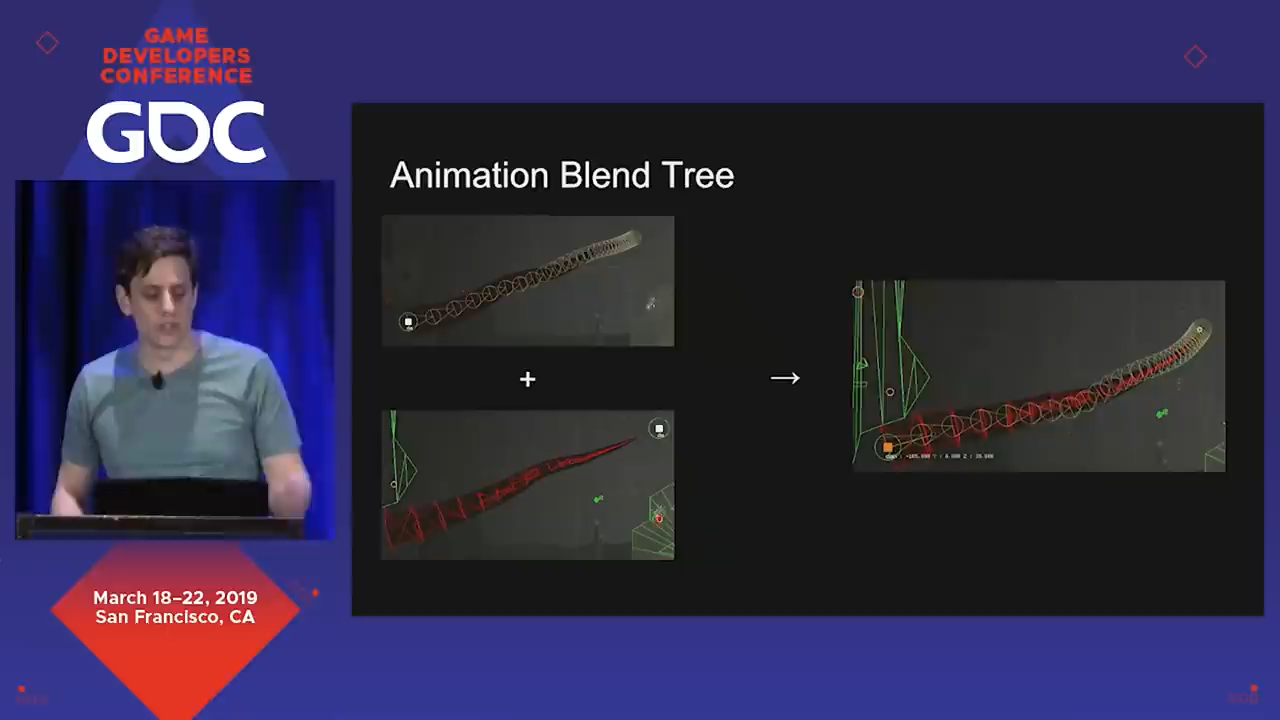 GAME
DEVELOPERS
CONFERENCE
GDC
Animation Blend Tree
+
→
March 18–22, 2019
San Francisco, CA